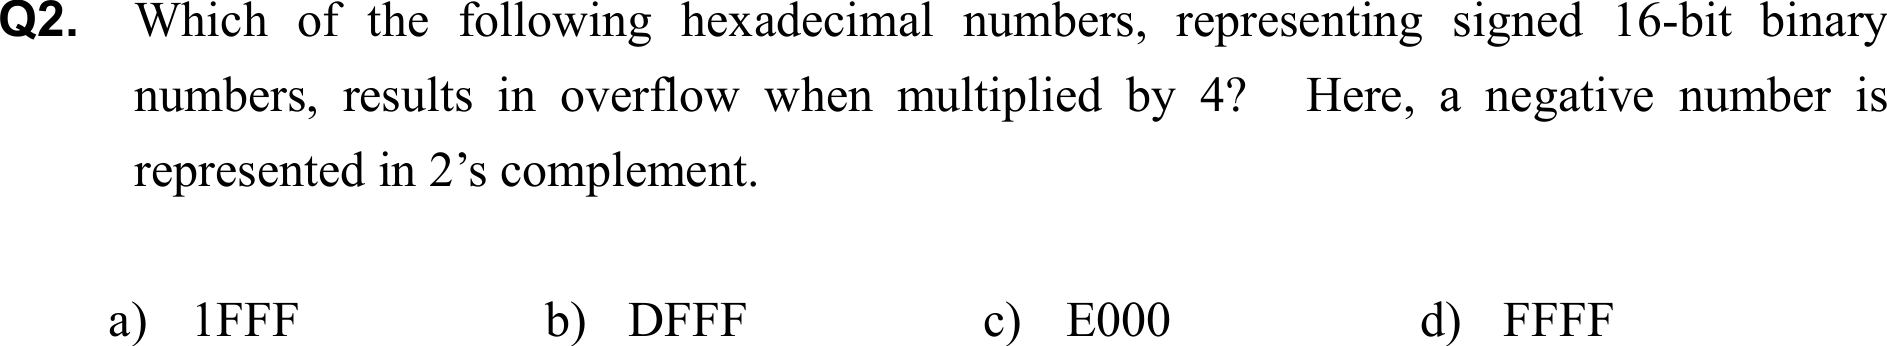 Q2. Which of the following hexadecimal numbers, representing signed 16-bit binary
numbers, results in overflow when multiplied by 4? Here, a negative number is
represented in 2’s complement.
a) 1FFF b) DFFF c) E000 d) FFFF